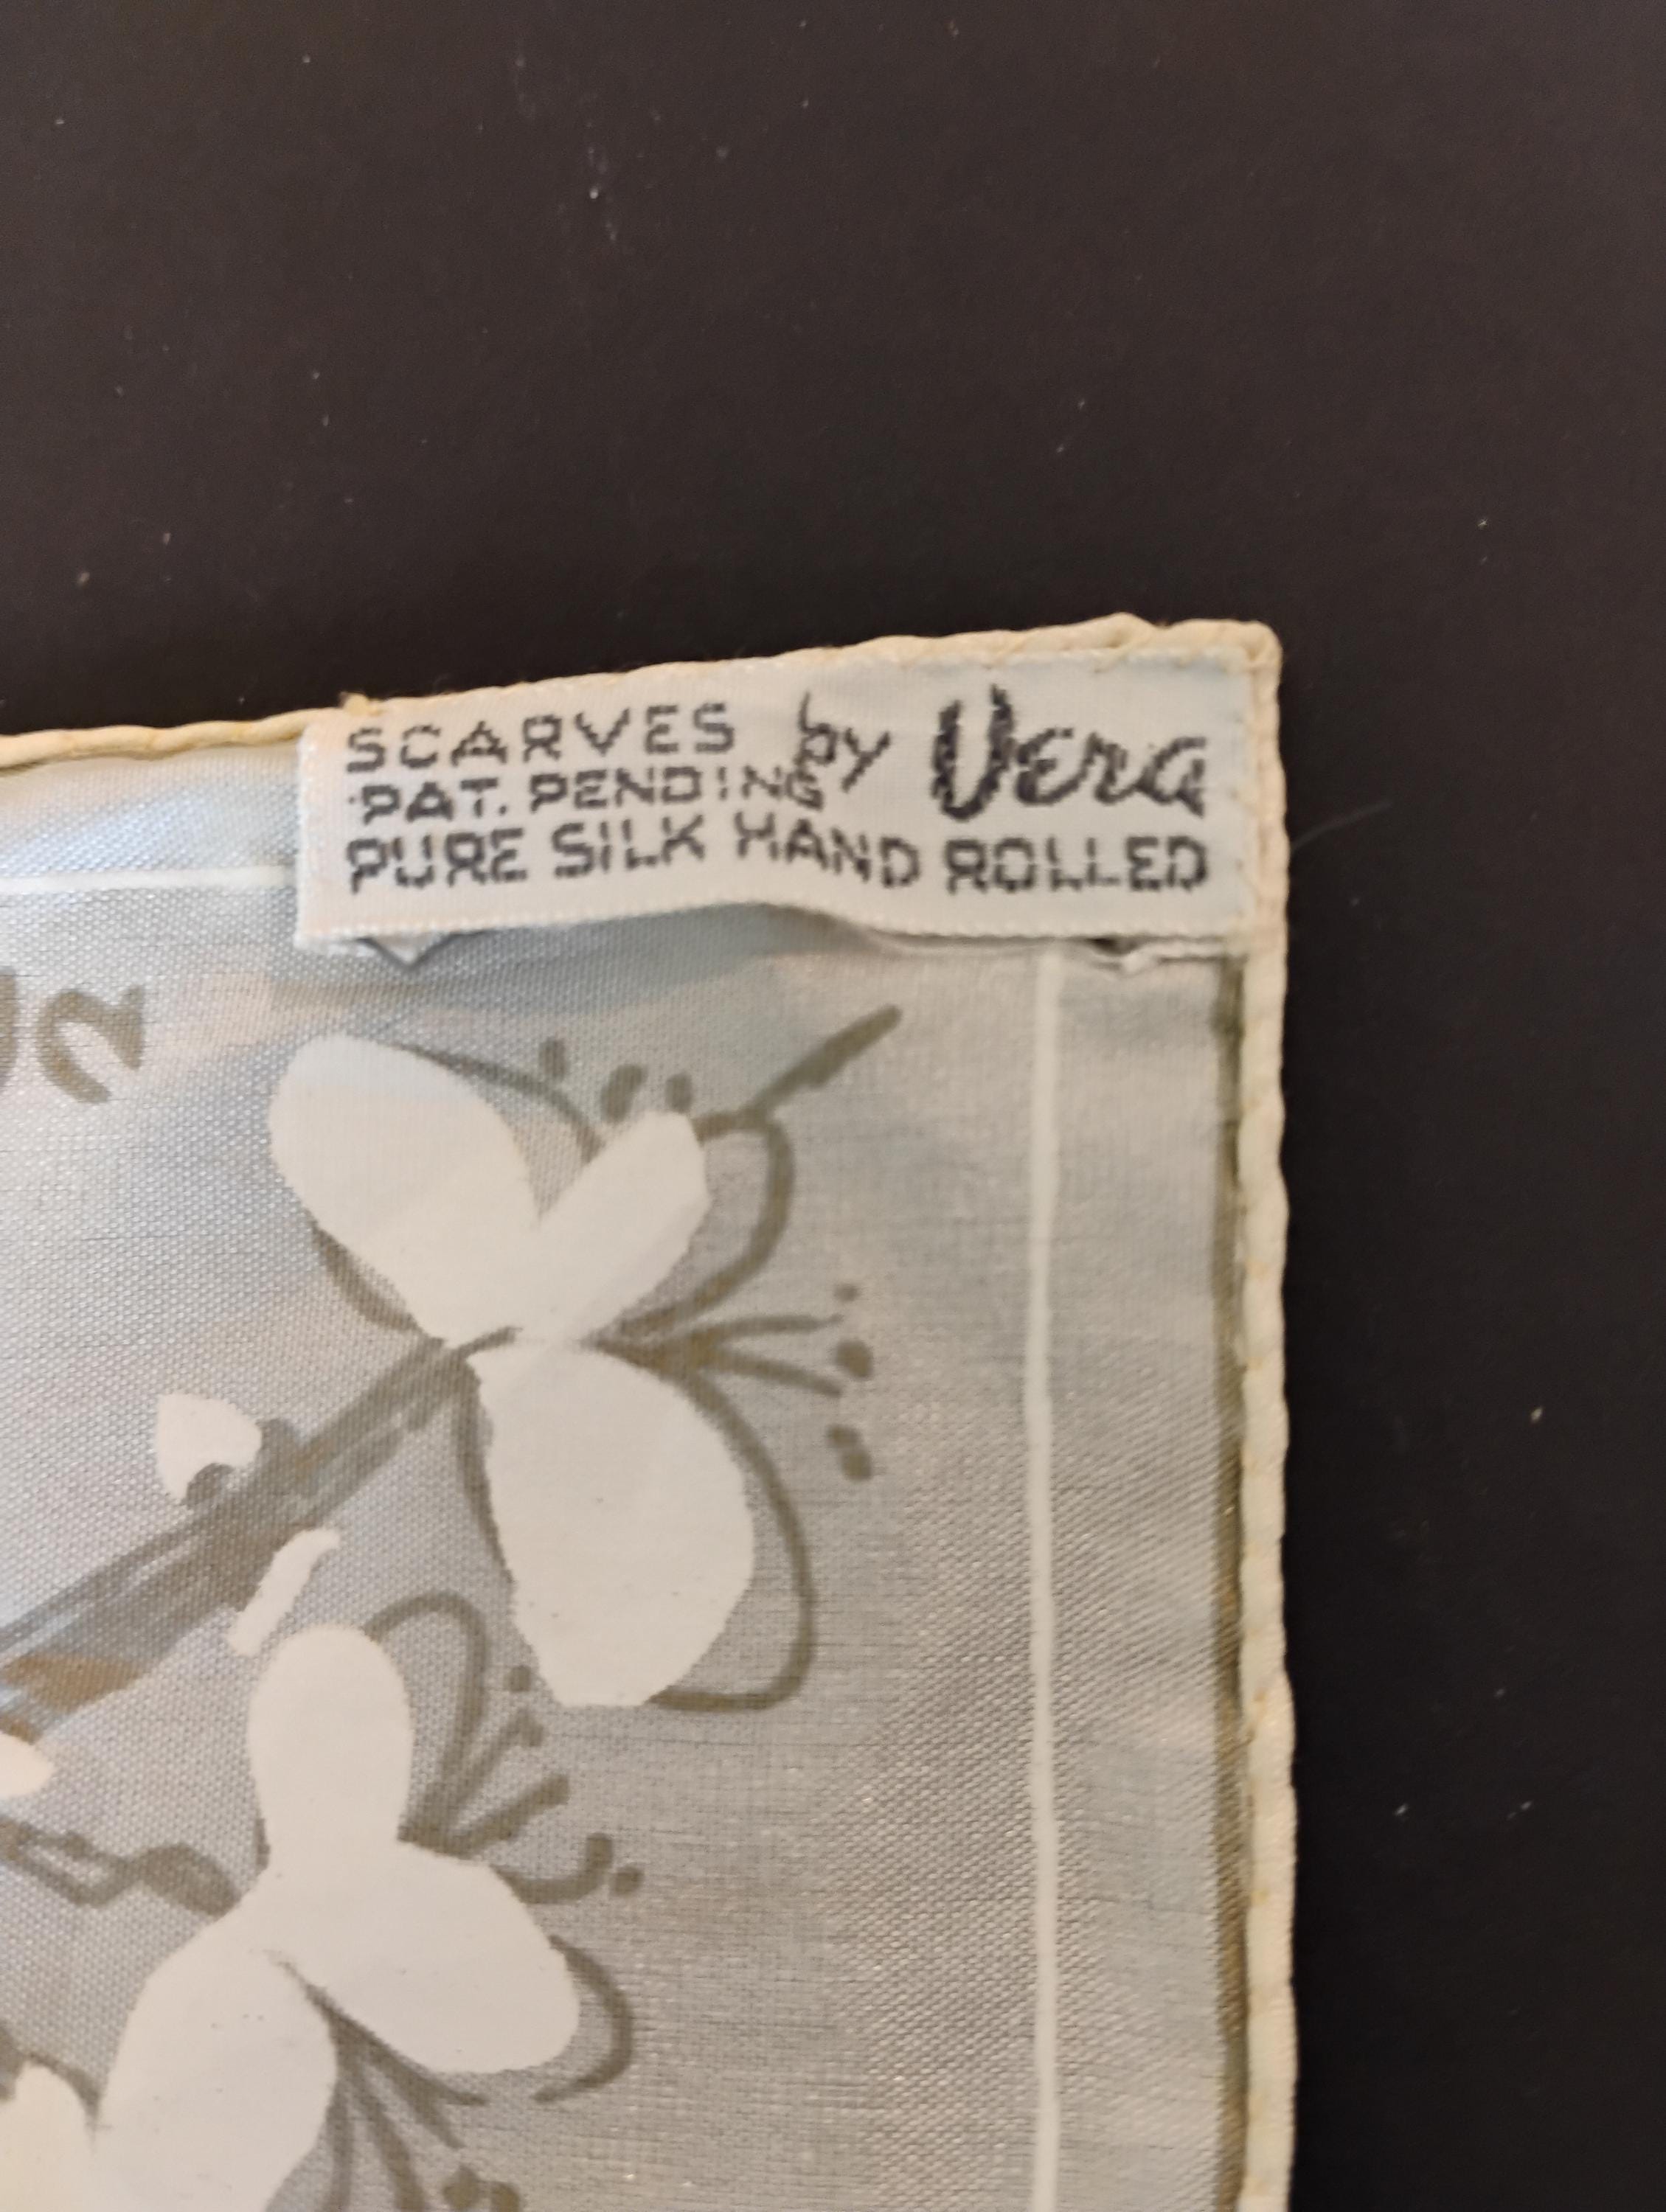 SCARVES by Vera
PAT. PENDING
PURE SILK HAND ROLLED